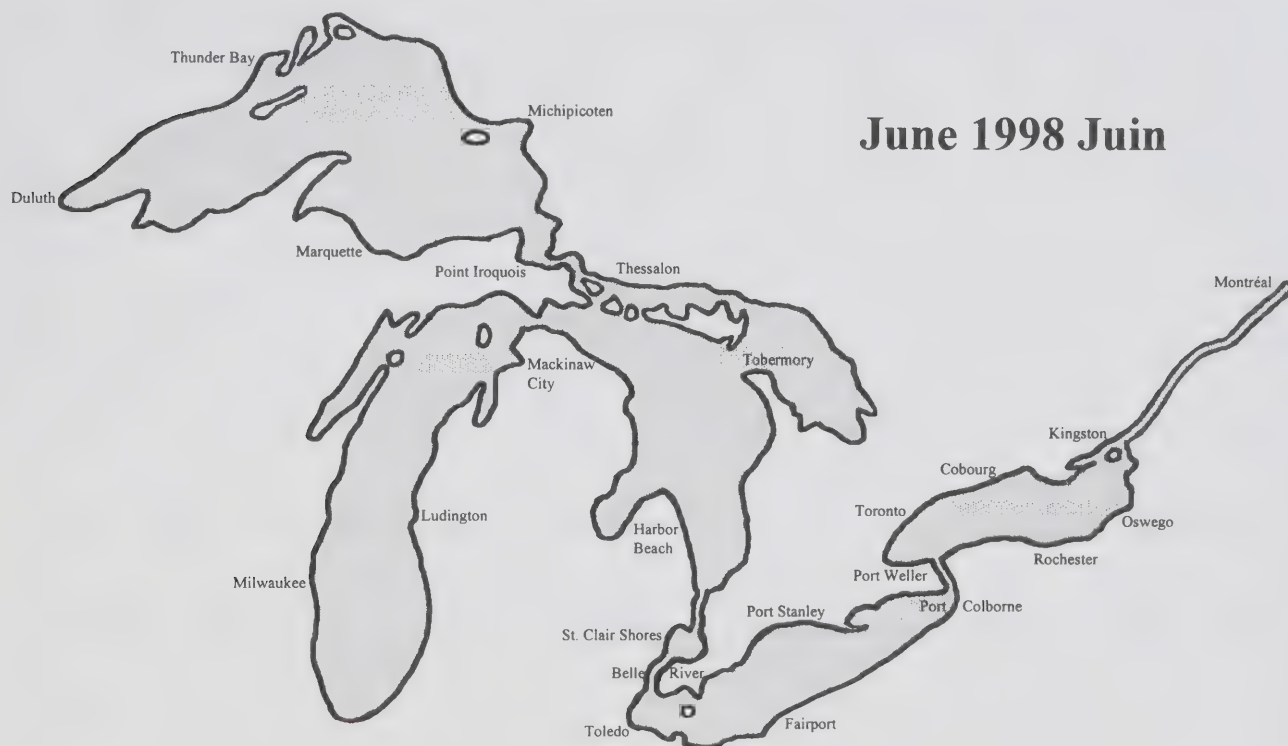 Thunder Bay
Michipicoten
June 1998 Juin
Duluth
Marquette
Point Iroquois
Thessalon
Montréal
Mackinaw
City
Tobermory
Kingston
Cobourg
Ludington
Toronto
Oswego
Harbor
Beach
Rochester
Milwaukee
Port Weller
Port Stanley
Port Colborne
St. Clair Shores
Belle River
Toledo
Fairport